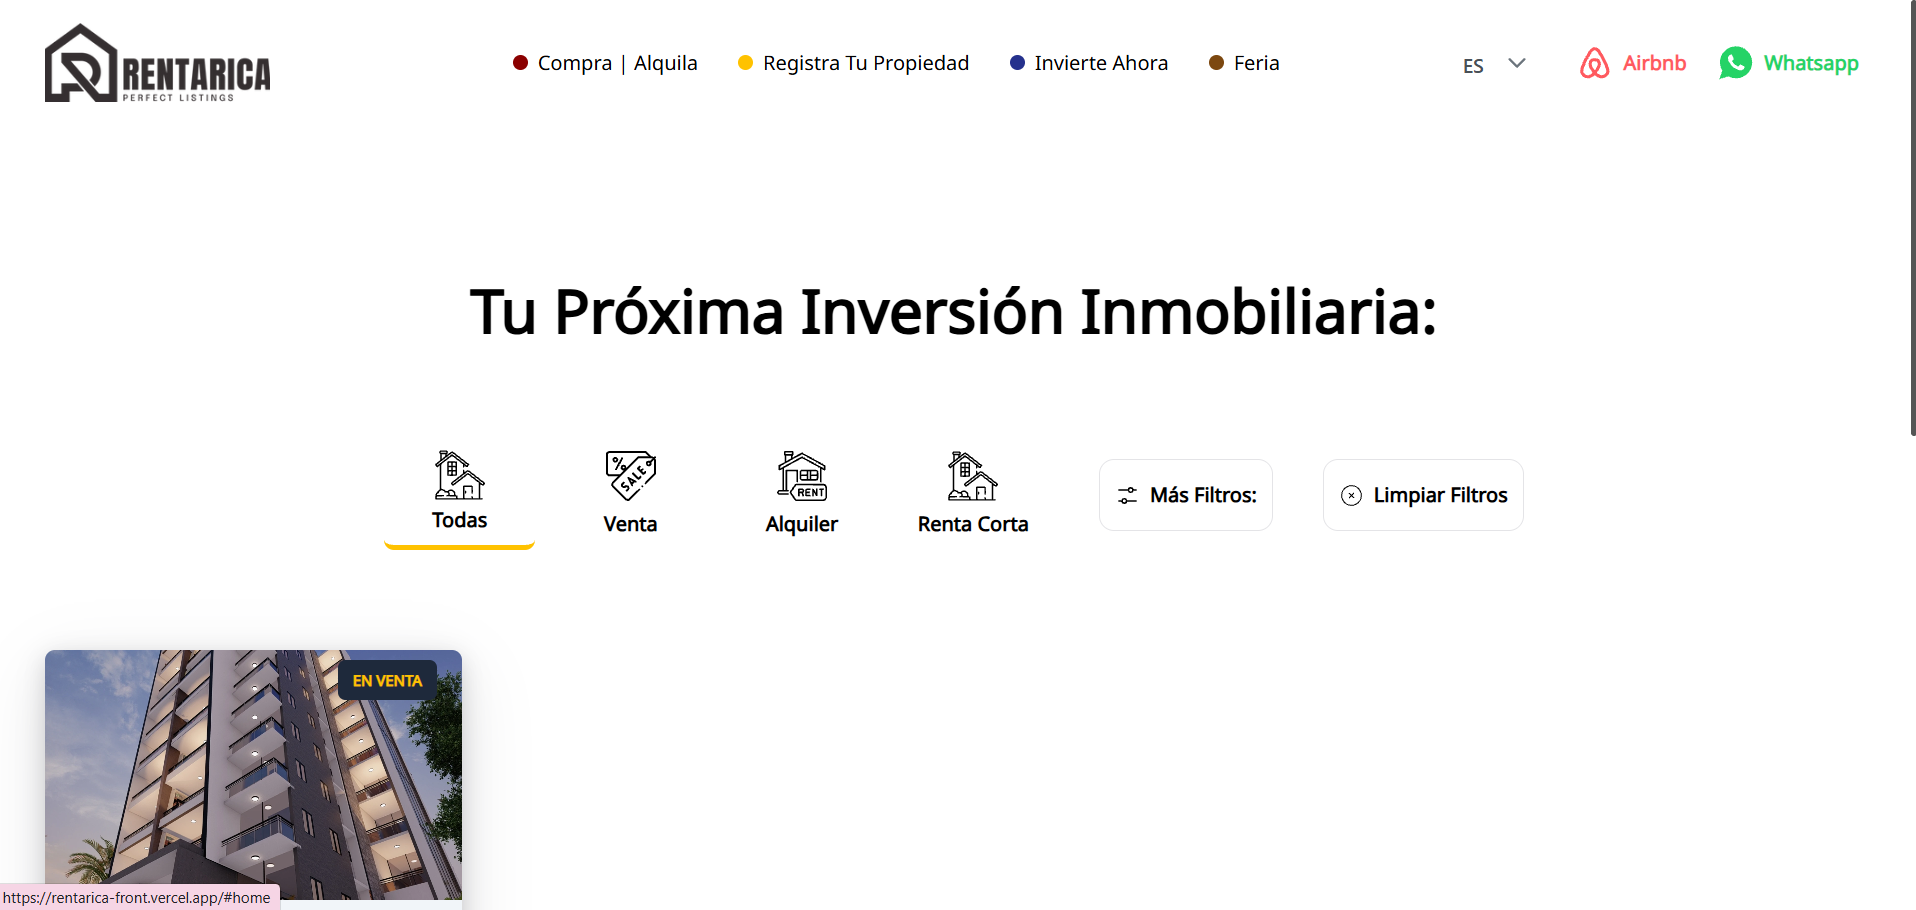 RENTARICA
PERFECT LISTINGS
Compra | Alquila
Registra Tu Propiedad
Invierte Ahora
Feria
ES
Airbnb
Whatsapp
Tu Próxima Inversión Inmobiliaria:
Todas
% SALE
Venta
RENT
Alquiler
Renta Corta
Más Filtros:
Limpiar Filtros
EN VENTA
https://rentarica-front.vercel.app/#home